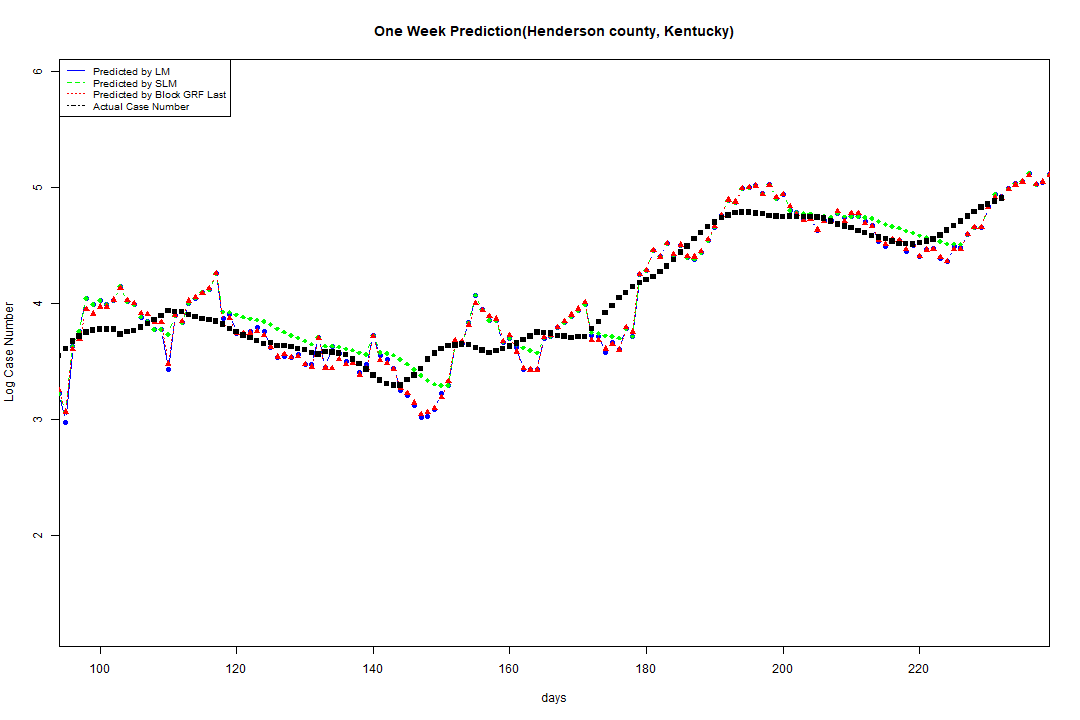 One Week Prediction(Henderson county, Kentucky)
Predicted by LM
Predicted by SLM
Predicted by Block GRF Last
Actual Case Number
6
5
4
3
2
Log Case Number
100 120 140 160 180 200 220
days